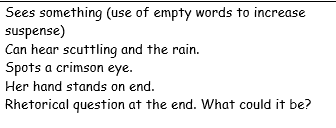 Sees something (use of empty words to increase
suspense)
Can hear scuttling and the rain.
Spots a crimson eye.
Her hand stands on end.
Rhetorical question at the end. What could it be?